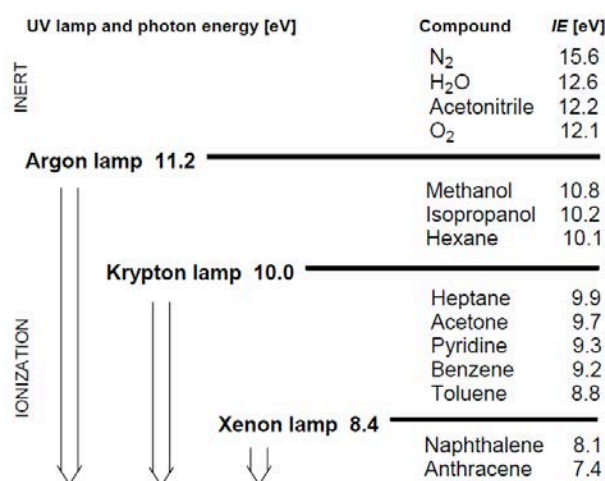 UV lamp and photon energy [eV] Compound IE [eV]
INERT
N₂ 15.6
H₂O 12.6
Acetonitrile 12.2
O₂ 12.1
Argon lamp 11.2
Methanol 10.8
Isopropanol 10.2
Hexane 10.1
Krypton lamp 10.0
IONIZATION
Heptane 9.9
Acetone 9.7
Pyridine 9.3
Benzene 9.2
Toluene 8.8
Xenon lamp 8.4
Naphthalene 8.1
Anthracene 7.4